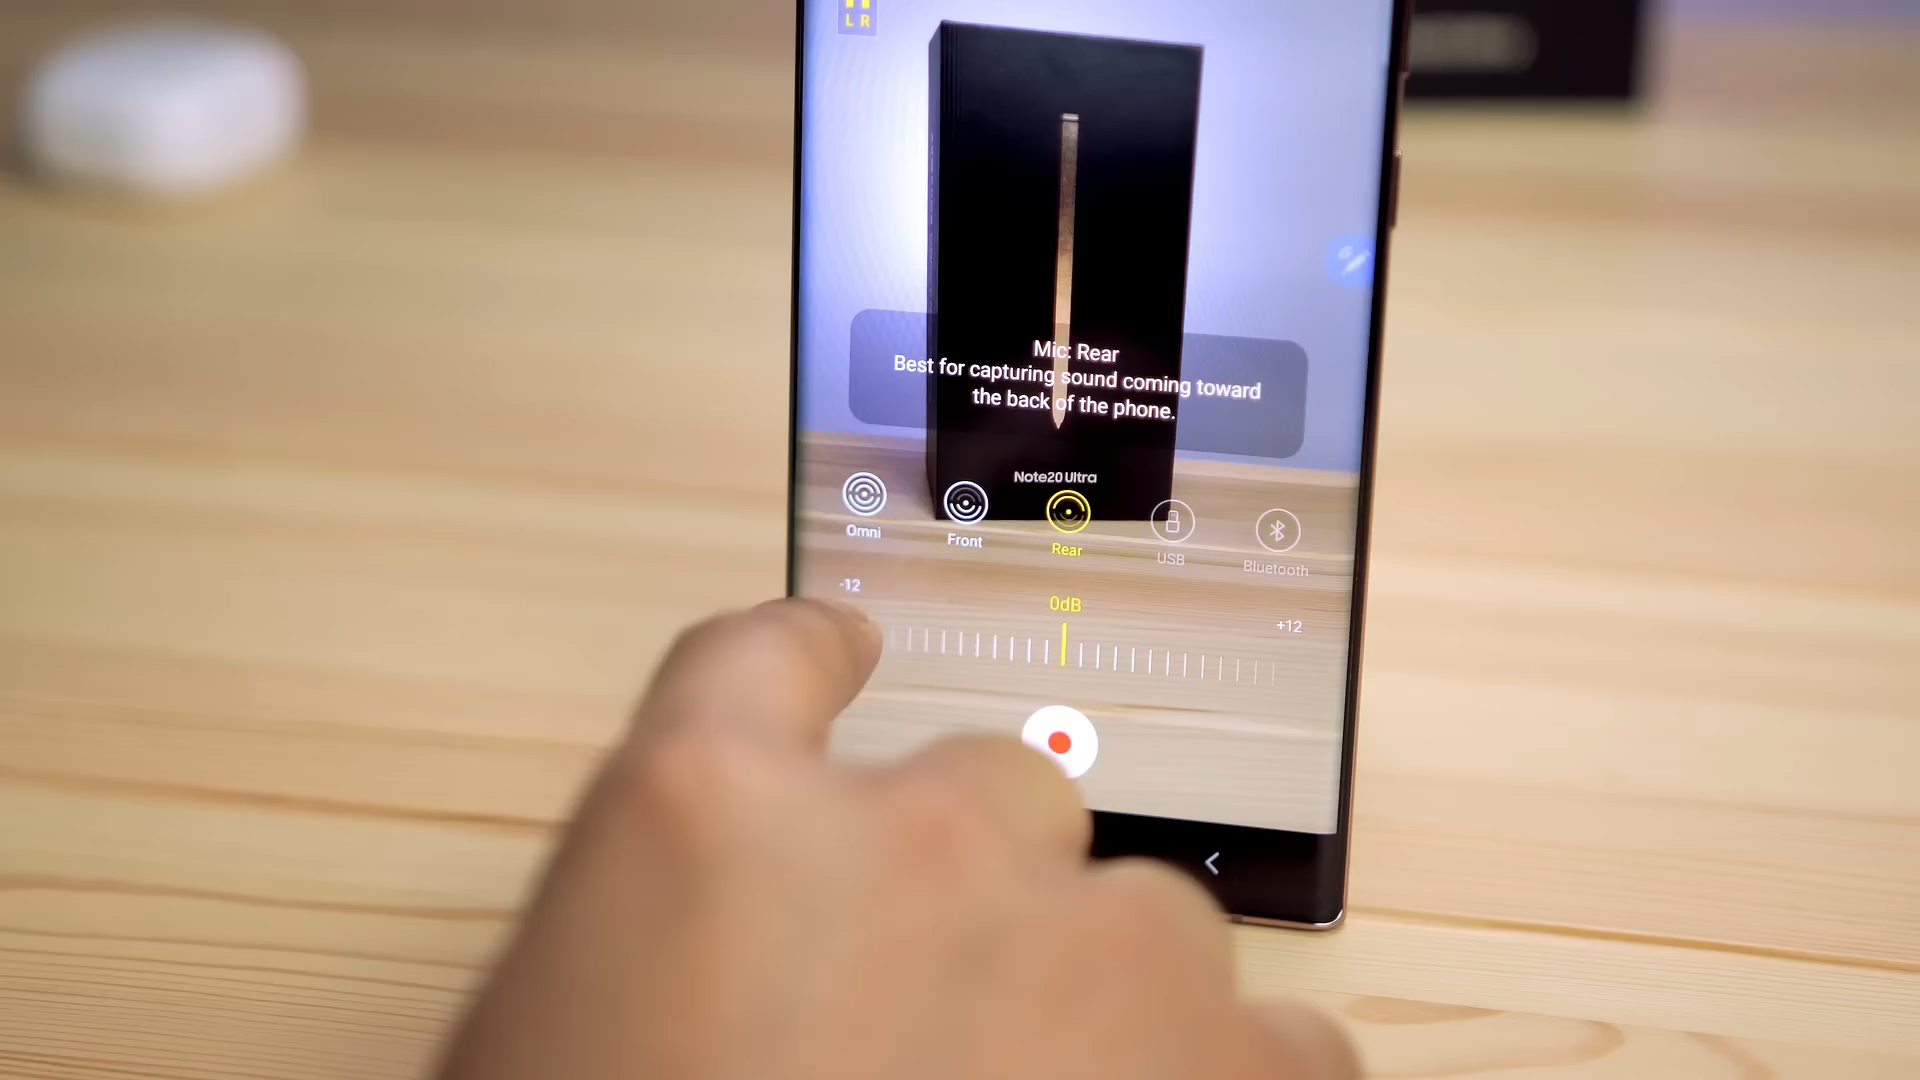 L R
Mic: Rear
Best for capturing sound coming toward
the back of the phone.
Note20 Ultra
Omni Front Rear USB Bluetooth
-12 0dB +12